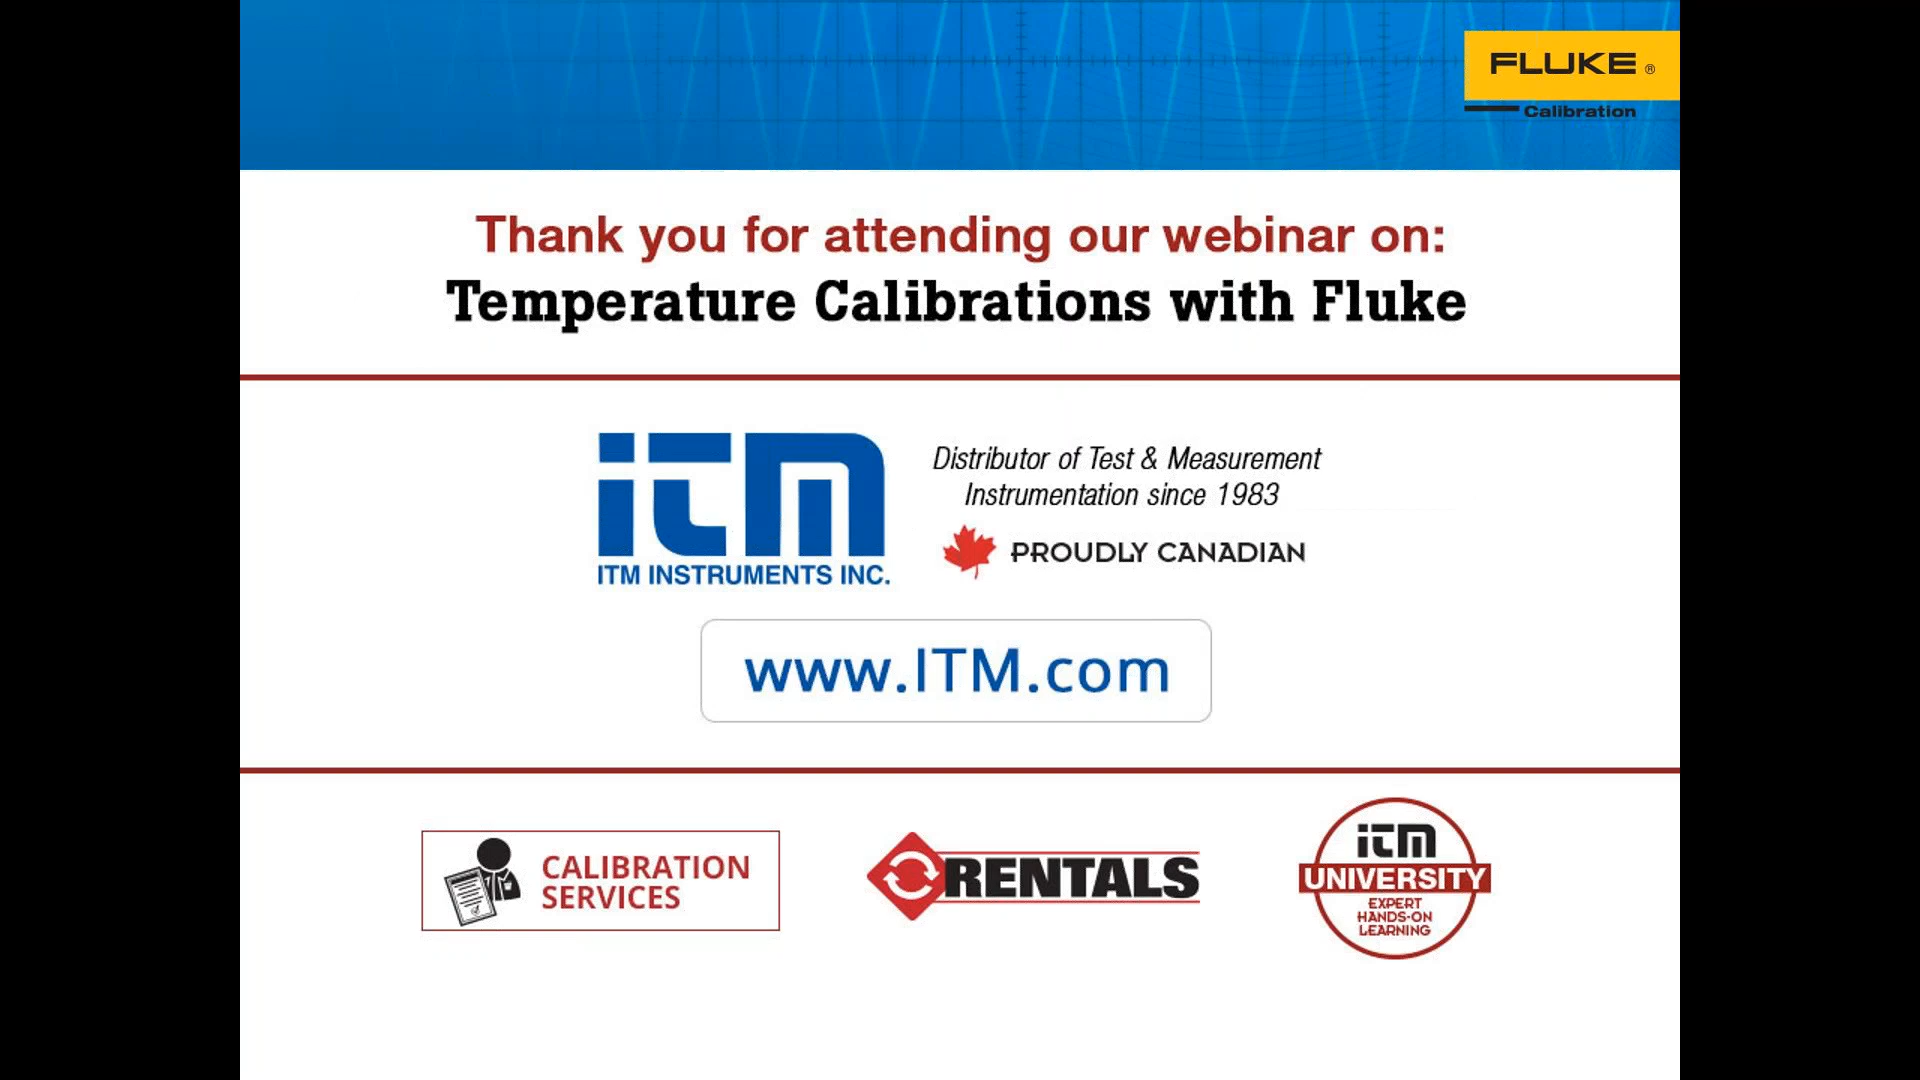 FLUKE ®
Calibration
Thank you for attending our webinar on:
Temperature Calibrations with Fluke
itm
ITM INSTRUMENTS INC.
Distributor of Test & Measurement
Instrumentation since 1983
PROUDLY CANADIAN
www.ITM.com
CALIBRATION
SERVICES
RENTALS
itm
UNIVERSITY
EXPERT
HANDS-ON
LEARNING